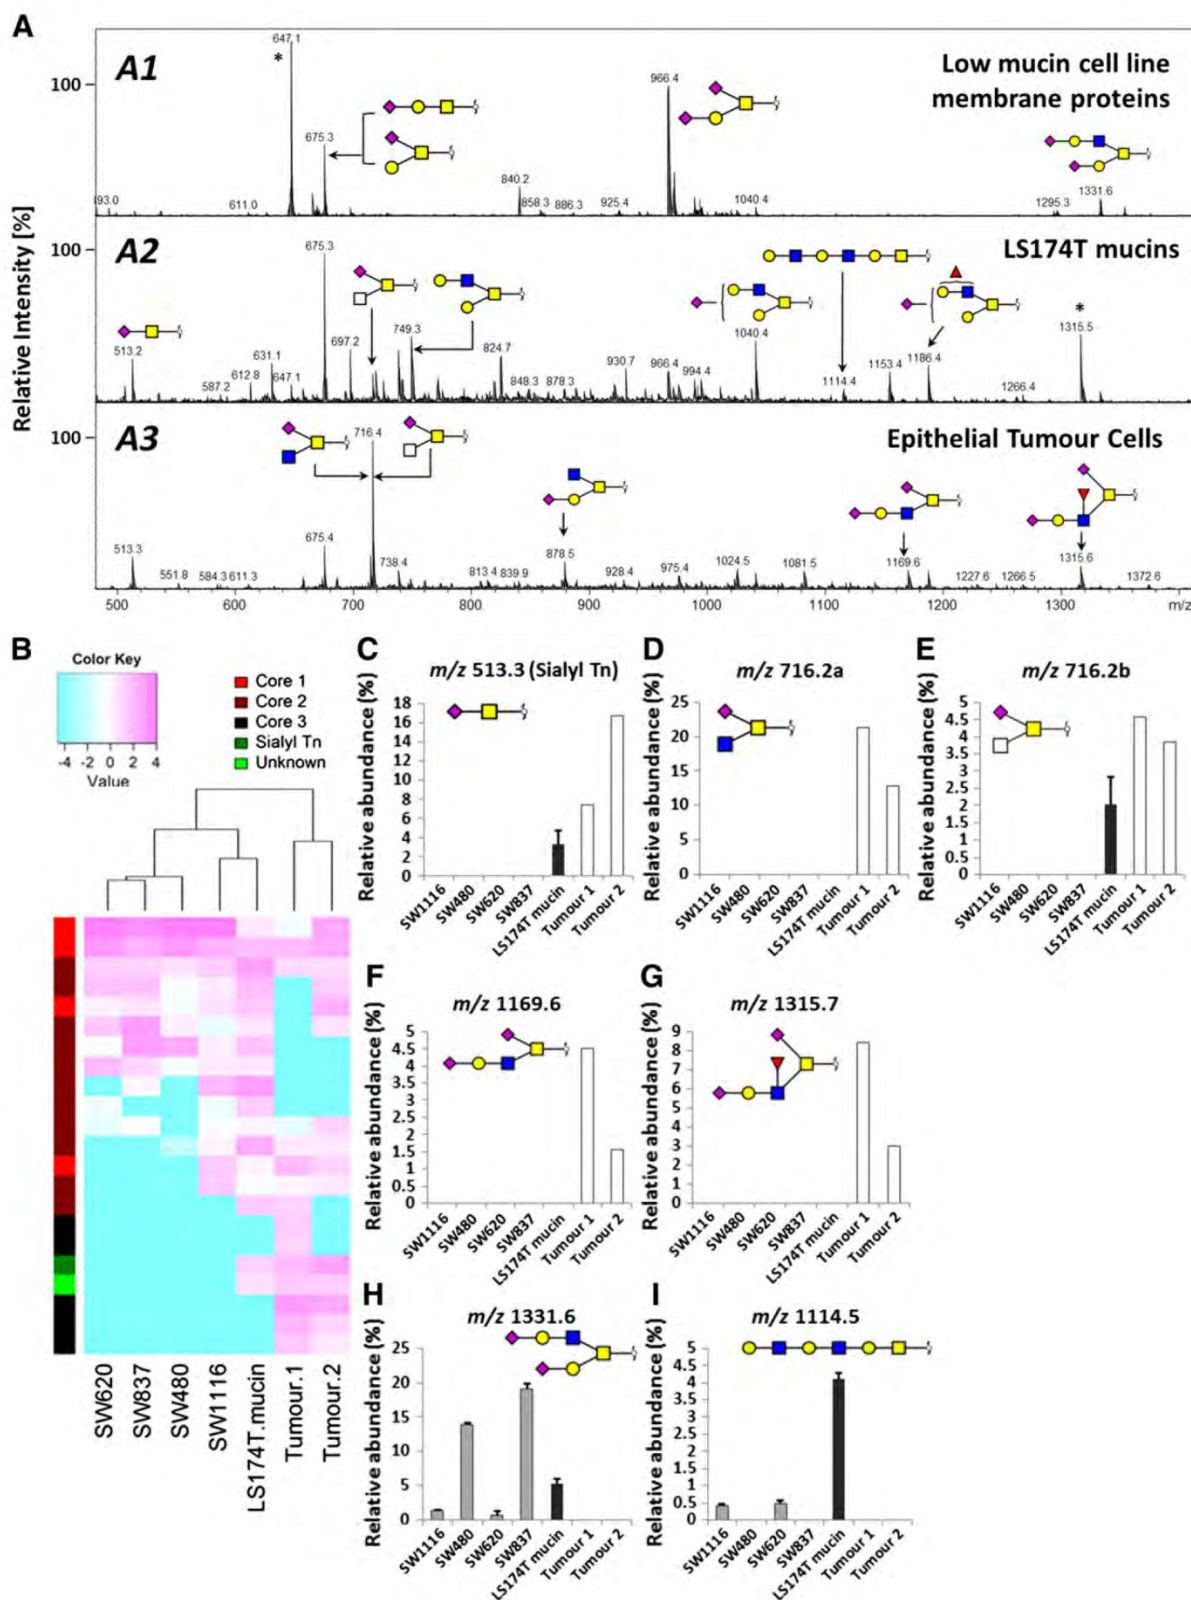 A
A1
Low mucin cell line
membrane proteins
100
*
647.1
675.3
966.4
840.2
193.0
611.0
858.3
886.3
925.4
1040.4
1295.3
1331.6
Relative Intensity [%]
A2
LS174T mucins
100
675.3
513.2
587.2
612.8
631.1
647.1
697.2
749.3
824.7
848.3
878.3
930.7
966.4
994.4
1040.4
1114.4
1153.4
1186.4
1266.4
*
1315.5
A3
Epithelial Tumour Cells
100
716.4
513.3
551.8
584.3
611.3
675.4
738.4
813.4
839.9
878.5
928.4
975.4
1024.5
1081.5
1169.6
1227.6
1266.5
1315.6
1372.6
500
600
700
800
900
1000
1100
1200
1300
m/z
B
Color Key
-4 -2 0 2 4
Value
Core 1
Core 2
Core 3
Sialyl Tn
Unknown
SW620
SW837
SW480
SW1116
LS174T.mucin
Tumour.1
Tumour.2
C
m/z 513.3 (Sialyl Tn)
Relative abundance (%)
18
16
14
12
10
8
6
4
2
0
SW1116
SW480
SW620
SW837
LS174T mucin
Tumour 1
Tumour 2
D
m/z 716.2a
Relative abundance (%)
25
20
15
10
5
0
SW1116
SW480
SW620
SW837
LS174T mucin
Tumour 1
Tumour 2
E
m/z 716.2b
Relative abundance (%)
5
4.5
4
3.5
3
2.5
2
1.5
1
0.5
0
SW1116
SW480
SW620
SW837
LS174T mucin
Tumour 1
Tumour 2
F
m/z 1169.6
Relative abundance (%)
5
4.5
4
3.5
3
2.5
2
1.5
1
0.5
0
SW1116
SW480
SW620
SW837
LS174T mucin
Tumour 1
Tumour 2
G
m/z 1315.7
Relative abundance (%)
9
8
7
6
5
4
3
2
1
0
SW1116
SW480
SW620
SW837
LS174T mucin
Tumour 1
Tumour 2
H
m/z 1331.6
Relative abundance (%)
25
20
15
10
5
0
SW1116
SW480
SW620
SW837
LS174T mucin
Tumour 1
Tumour 2
I
m/z 1114.5
Relative abundance (%)
5
4.5
4
3.5
3
2.5
2
1.5
1
0.5
0
SW1116
SW480
SW620
SW837
LS174T mucin
Tumour 1
Tumour 2